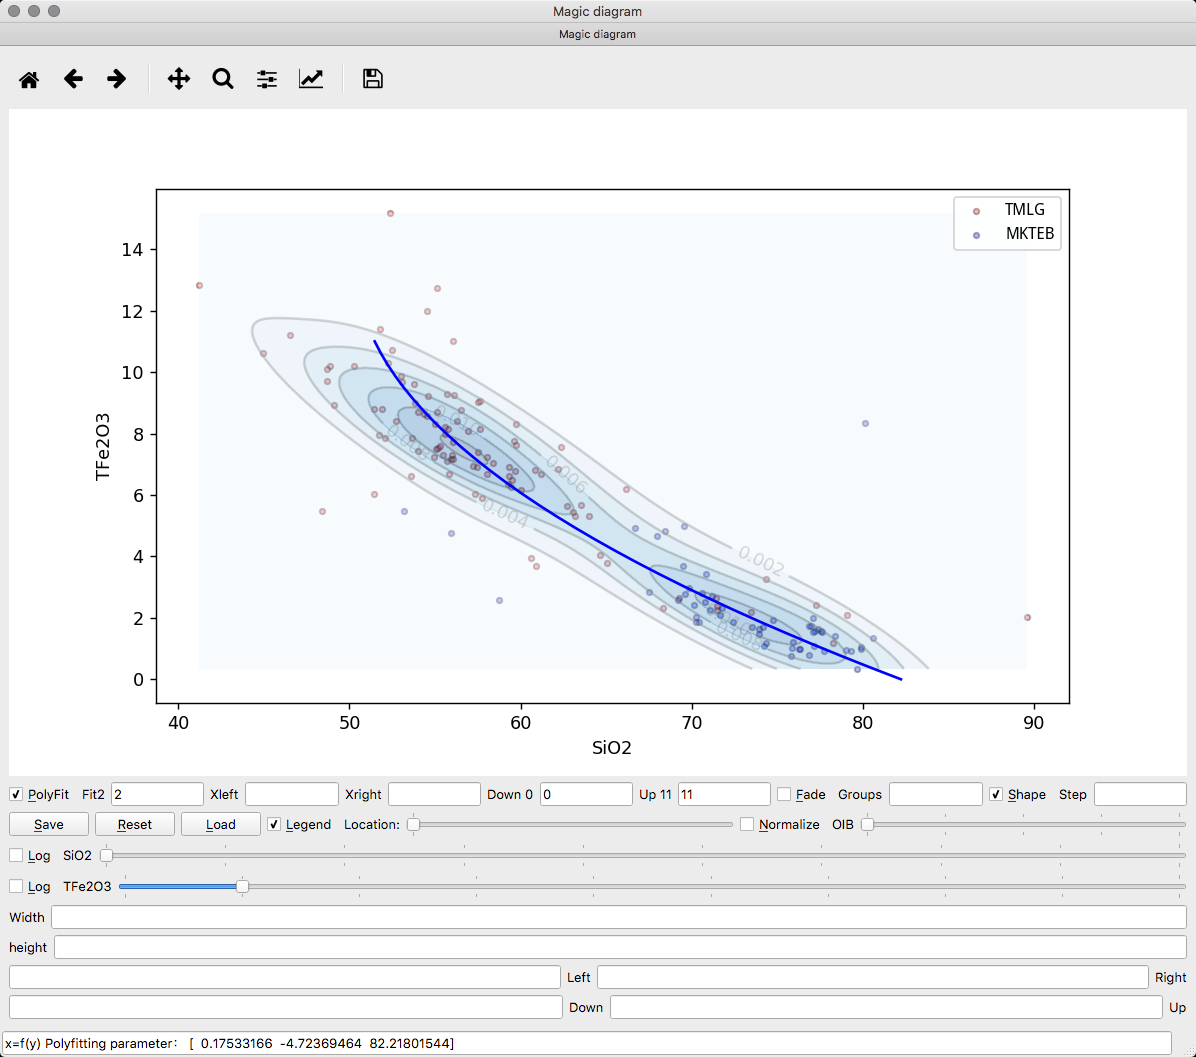 Magic diagram
Magic diagram
TMLG
MKTEB
14
12
10
8
6
4
2
0
TFe2O3
0.006
0.004
0.002
40 50 60 70 80 90
SiO2
PolyFit Fit2 2 Xleft Xright Down 0 0 Up 11 11 Fade Groups Shape Step
Save Reset Load Legend Location: Normalize OIB
Log SiO2
Log TFe2O3
Width
height
Left Right
Down Up
x=f(y) Polyfitting parameter: [ 0.17533166 -4.72369464 82.21801544]